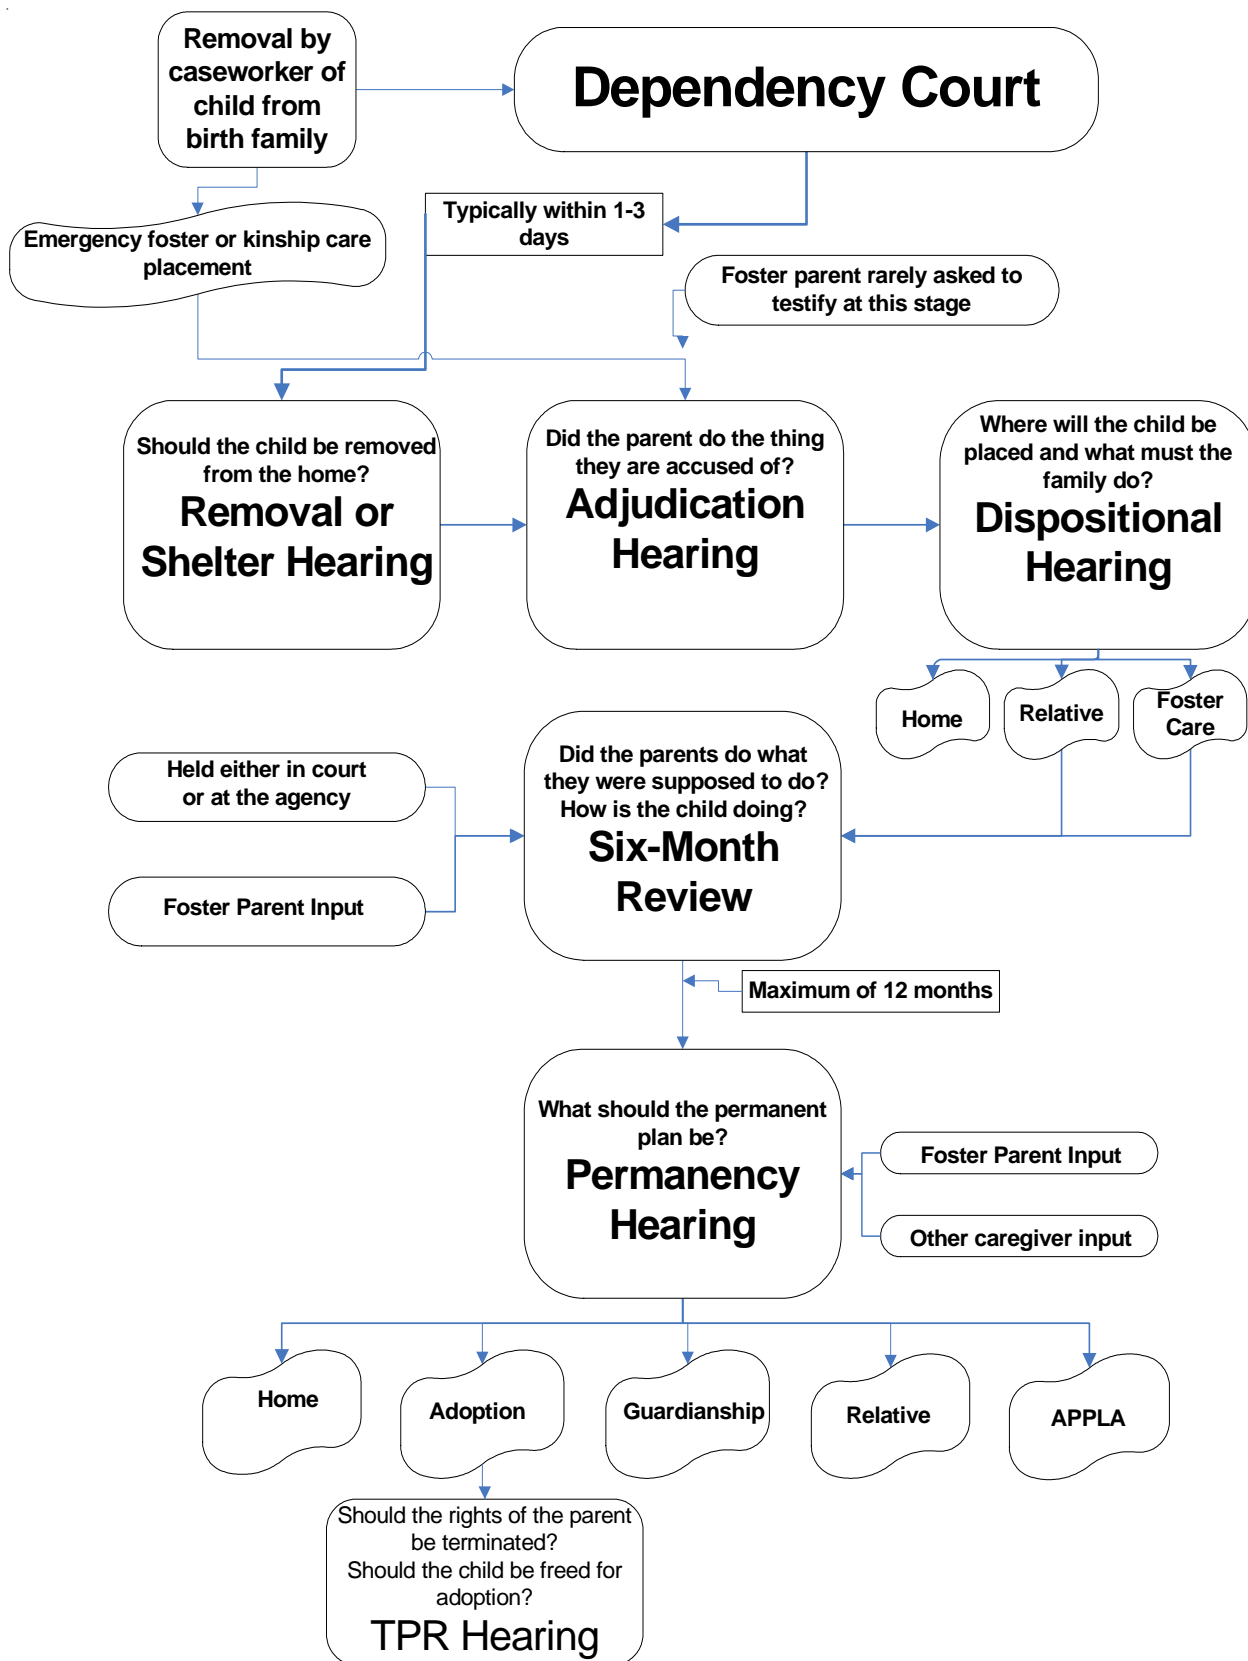 Removal by
caseworker of
child from
birth family
Dependency Court
Typically within 1-3
days
Emergency foster or kinship care
placement
Foster parent rarely asked to
testify at this stage
Should the child be removed
from the home?
Removal or
Shelter Hearing
Did the parent do the thing
they are accused of?
Adjudication
Hearing
Where will the child be
placed and what must the
family do?
Dispositional
Hearing
Home
Relative
Foster
Care
Held either in court
or at the agency
Foster Parent Input
Did the parents do what
they were supposed to do?
How is the child doing?
Six-Month
Review
Maximum of 12 months
What should the permanent
plan be?
Permanency
Hearing
Foster Parent Input
Other caregiver input
Home
Adoption
Guardianship
Relative
APPLA
Should the rights of the parent
be terminated?
Should the child be freed for
adoption?
TPR Hearing